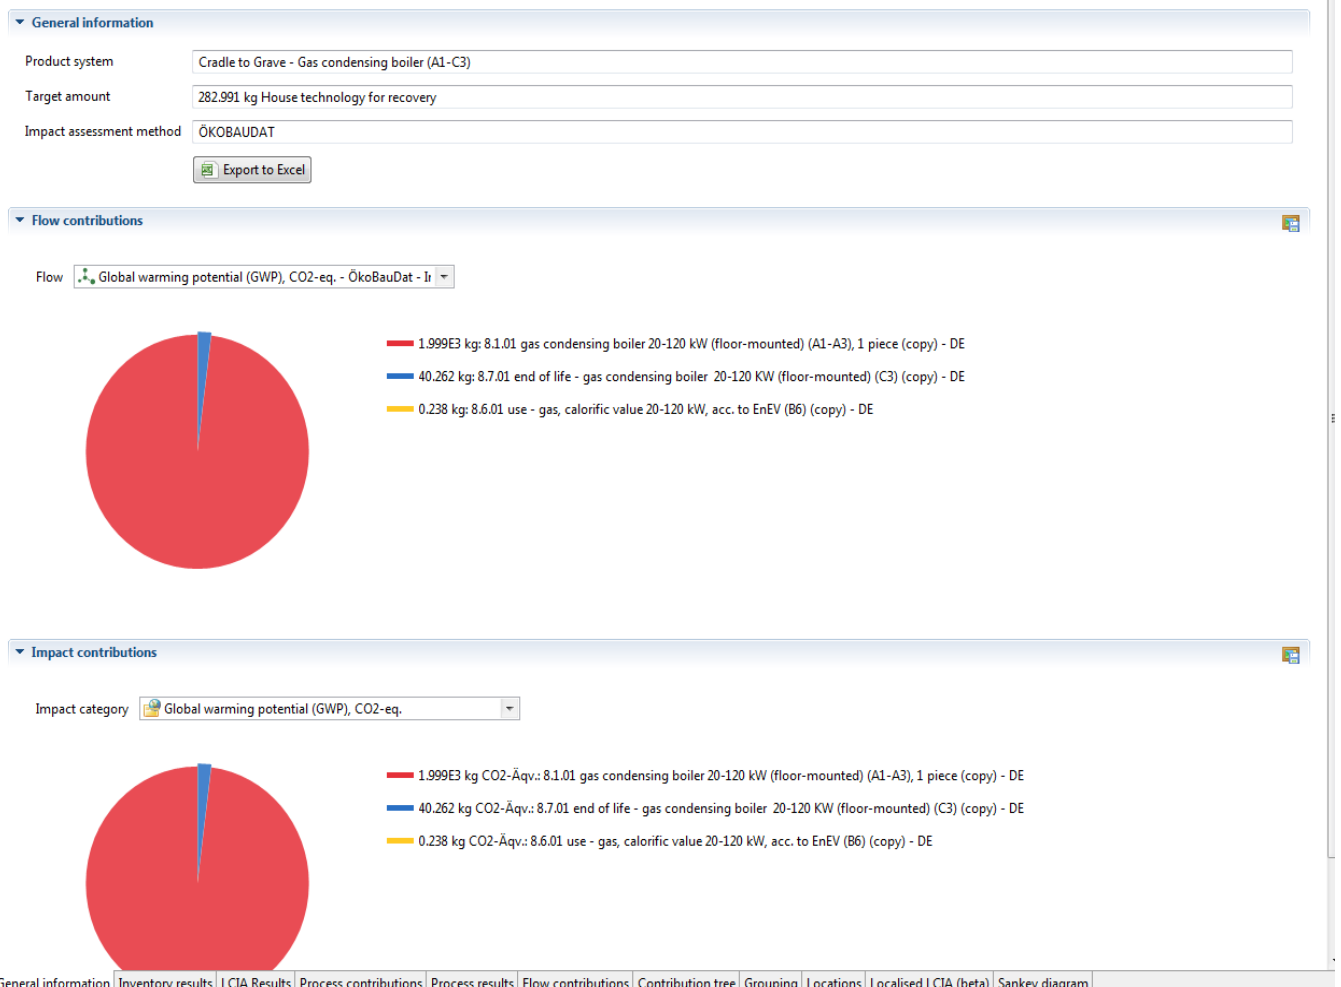 General information
Product system Cradle to Grave - Gas condensing boiler (A1-C3)
Target amount 282.991 kg House technology for recovery
Impact assessment method ÖKOBAUDAT
Export to Excel
Flow contributions
Flow Global warming potential (GWP), CO2-eq. - ÖkoBauDat - Ir
1.999E3 kg: 8.1.01 gas condensing boiler 20-120 kW (floor-mounted) (A1-A3), 1 piece (copy) - DE
40.262 kg: 8.7.01 end of life - gas condensing boiler 20-120 KW (floor-mounted) (C3) (copy) - DE
0.238 kg: 8.6.01 use - gas, calorific value 20-120 kW, acc. to EnEV (B6) (copy) - DE
Impact contributions
Impact category Global warming potential (GWP), CO2-eq.
1.999E3 kg CO2-Äqv.: 8.1.01 gas condensing boiler 20-120 kW (floor-mounted) (A1-A3), 1 piece (copy) - DE
40.262 kg CO2-Äqv.: 8.7.01 end of life - gas condensing boiler 20-120 KW (floor-mounted) (C3) (copy) - DE
0.238 kg CO2-Äqv.: 8.6.01 use - gas, calorific value 20-120 kW, acc. to EnEV (B6) (copy) - DE
General information Inventory results LCIA Results Process contributions Process results Flow contributions Contribution tree Grouping Locations Localised LCIA (beta) Sankey diagram